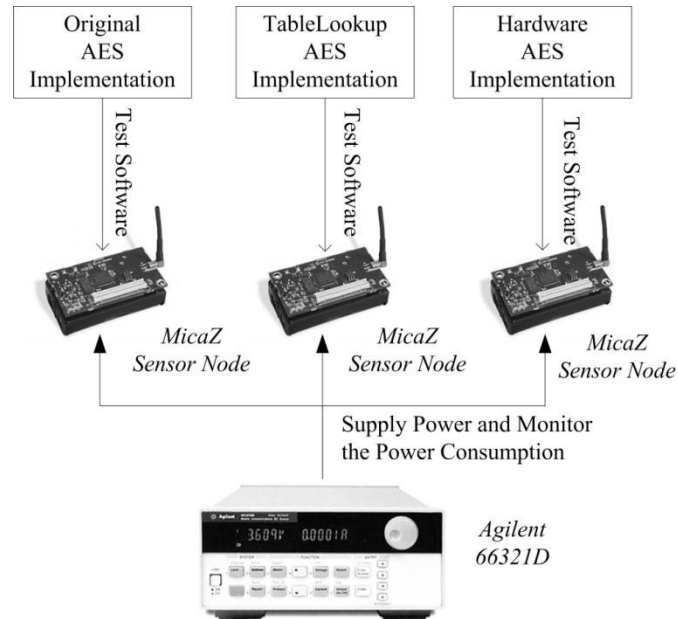 Original
AES
Implementation
TableLookup
AES
Implementation
Hardware
AES
Implementation
Test Software
Test Software
Test Software
MicaZ
Sensor Node
MicaZ
Sensor Node
MicaZ
Sensor Node
Supply Power and Monitor
the Power Consumption
Agilent
3.609V 0.0001A
Agilent
66321D